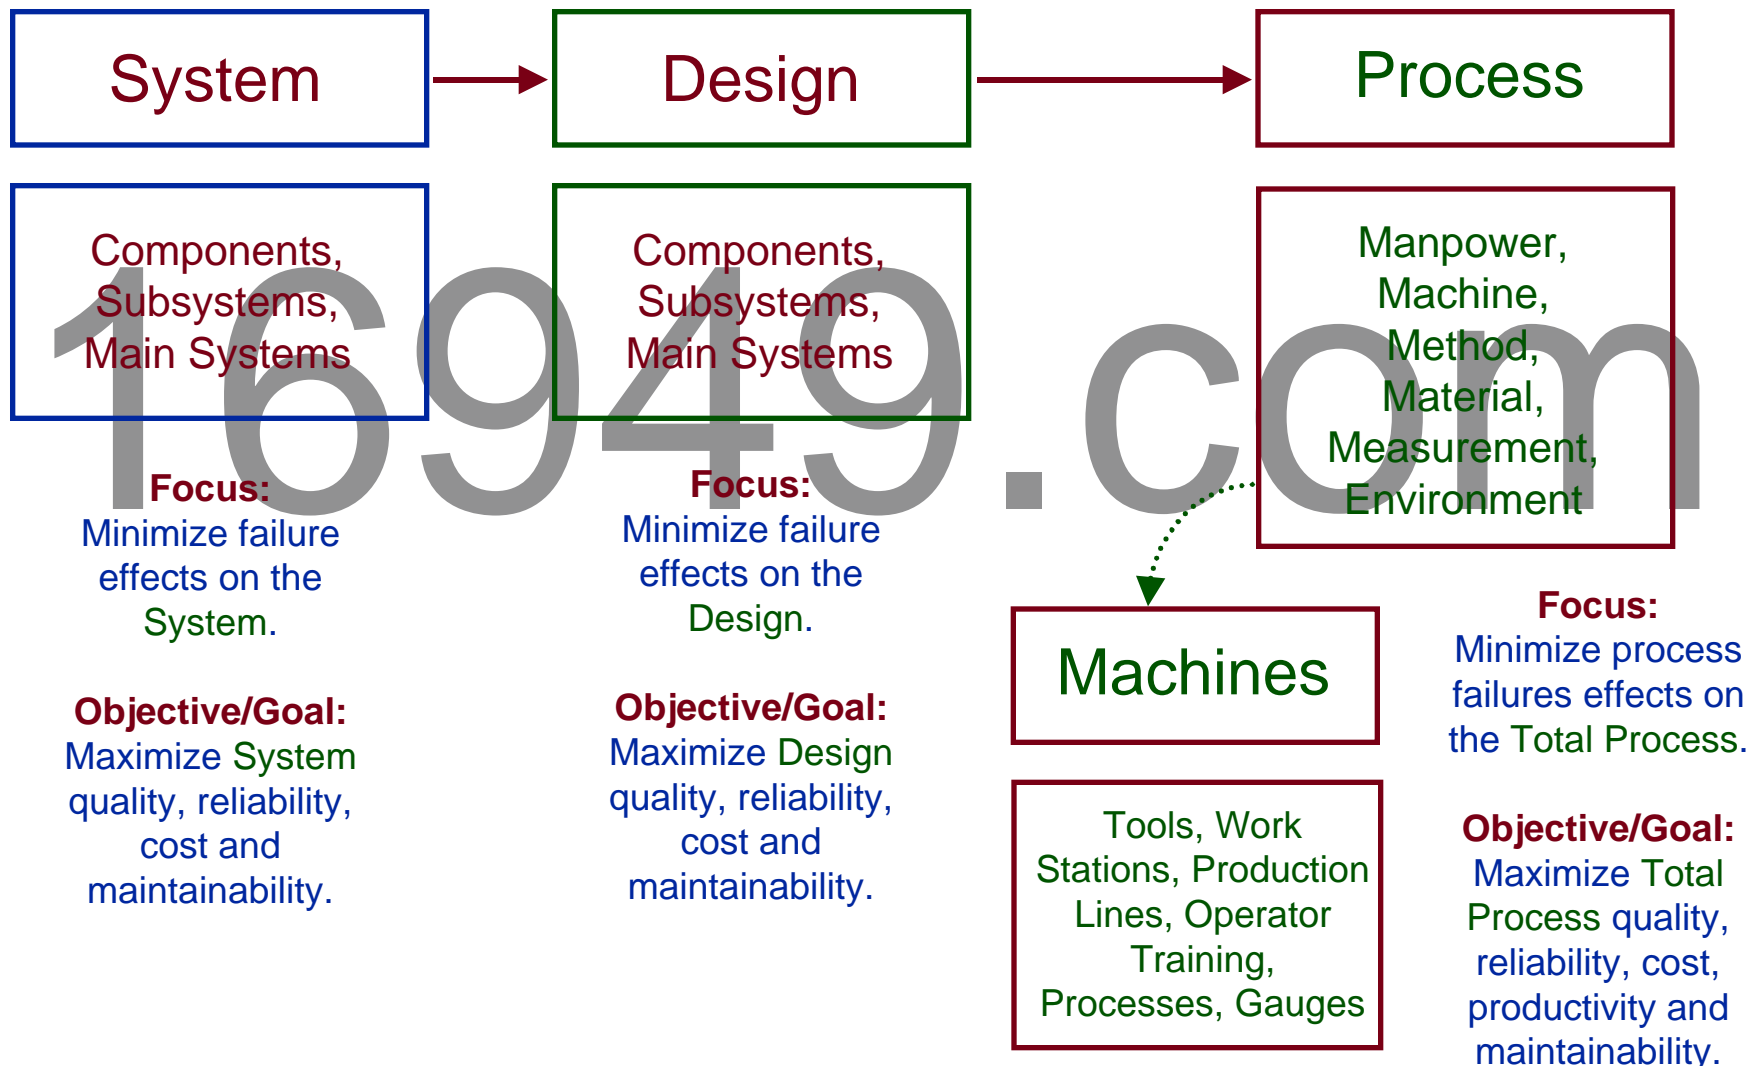 System
Design
Process
Components,
Subsystems,
Main Systems
Components,
Subsystems,
Main Systems
Manpower,
Machine,
Method,
Material,
Measurement,
Environment
16949.com
Focus:
Minimize failure
effects on the
System.
Objective/Goal:
Maximize System
quality, reliability,
cost and
maintainability.
Focus:
Minimize failure
effects on the
Design.
Objective/Goal:
Maximize Design
quality, reliability,
cost and
maintainability.
Machines
Tools, Work
Stations, Production
Lines, Operator
Training,
Processes, Gauges
Focus:
Minimize process
failures effects on
the Total Process.
Objective/Goal:
Maximize Total
Process quality,
reliability, cost,
productivity and
maintainability.